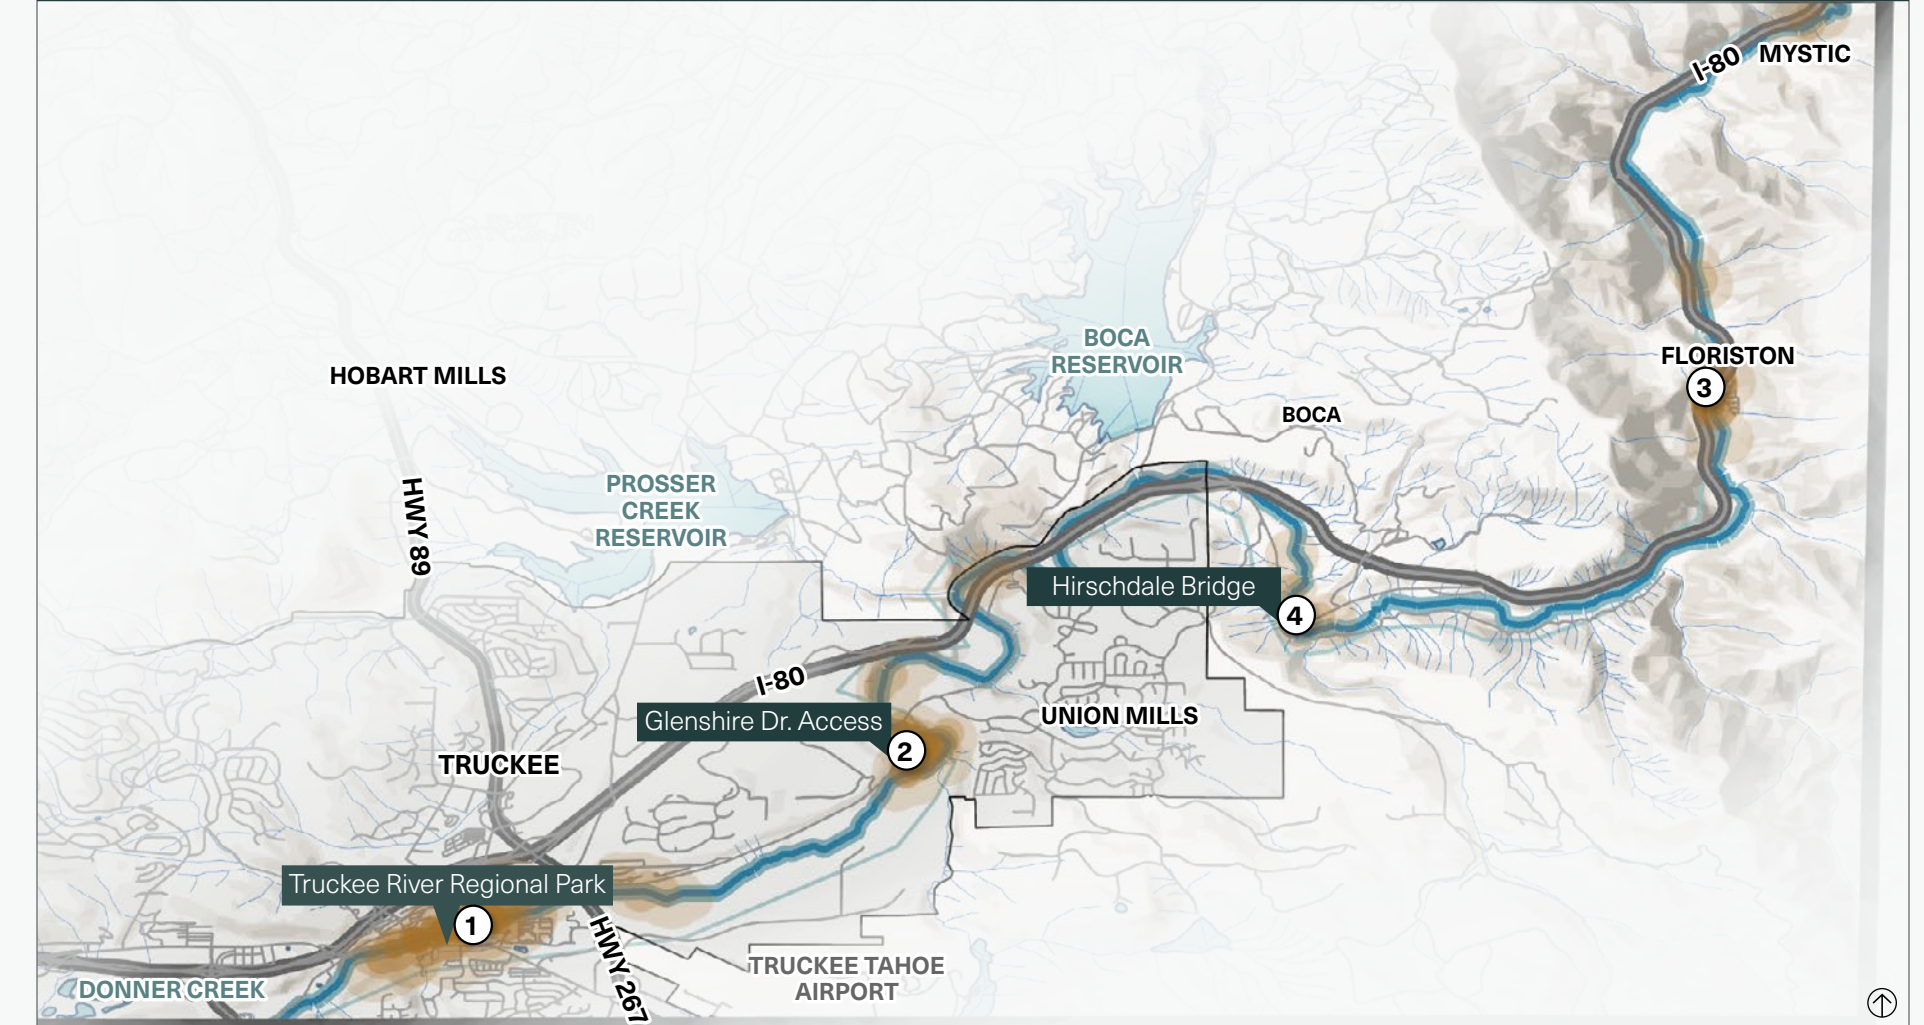 I-80
MYSTIC
BOCA
RESERVOIR
FLORISTON
3
HOBART MILLS
BOCA
HWY 89
PROSSER
CREEK
RESERVOIR
Hirschdale Bridge
4
I-80
Glenshire Dr. Access
2
UNION MILLS
TRUCKEE
Truckee River Regional Park
1
HWY 267
TRUCKEE TAHOE
AIRPORT
DONNER CREEK